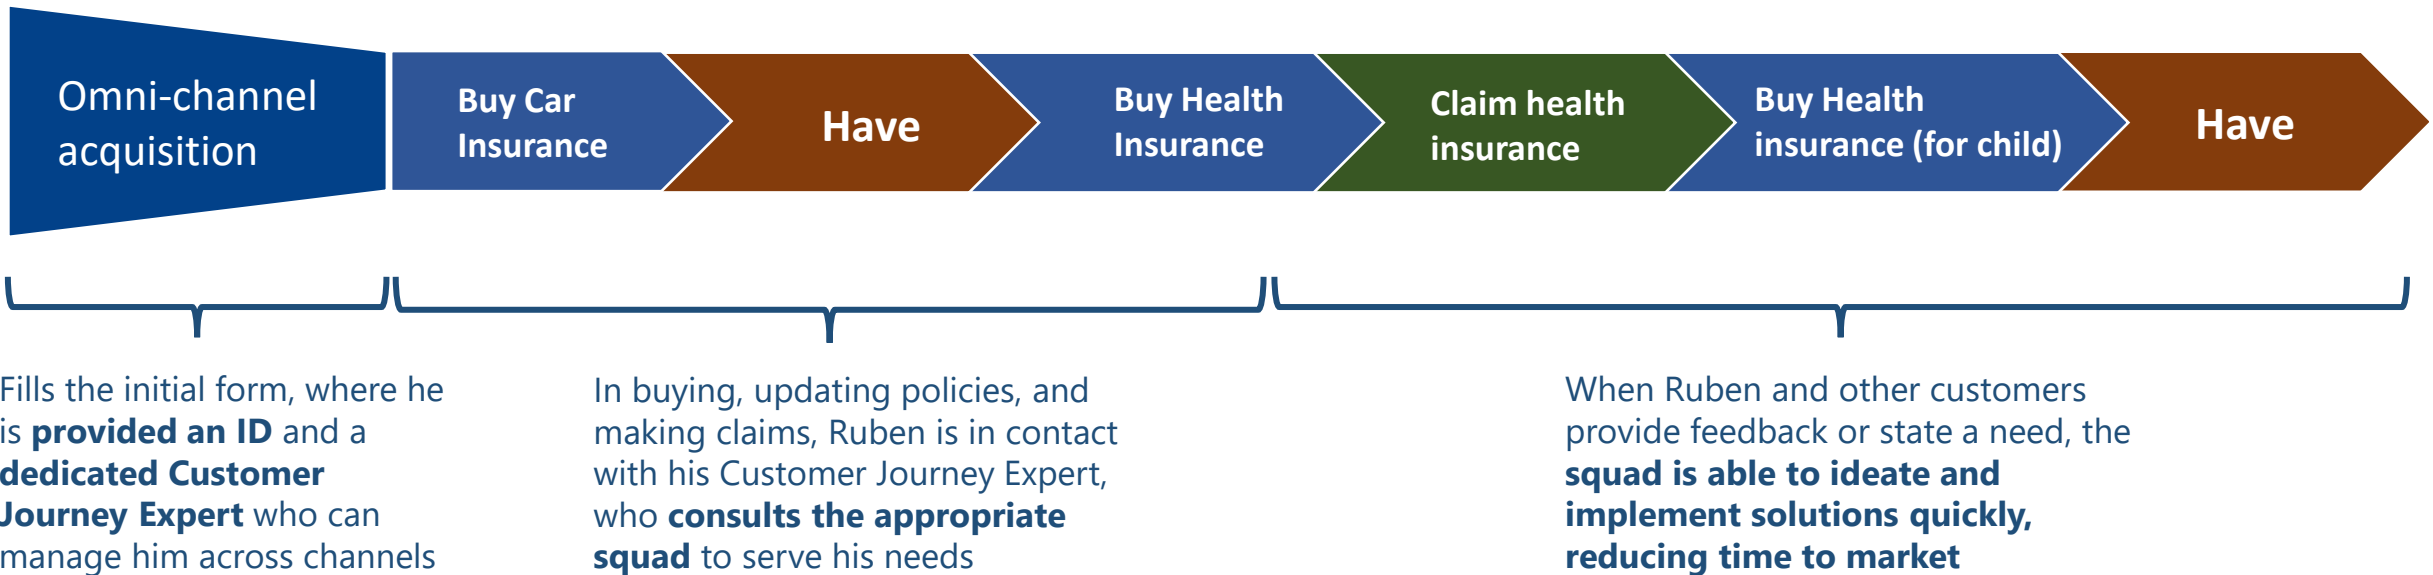 Omni-channel
acquisition
Buy Car
Insurance
Have
Buy Health
Insurance
Claim health
insurance
Buy Health
insurance (for child)
Have
Fills the initial form, where he
is provided an ID and a
dedicated Customer
Journey Expert who can
manage him across channels
In buying, updating policies, and
making claims, Ruben is in contact
with his Customer Journey Expert,
who consults the appropriate
squad to serve his needs
When Ruben and other customers
provide feedback or state a need, the
squad is able to ideate and
implement solutions quickly,
reducing time to market